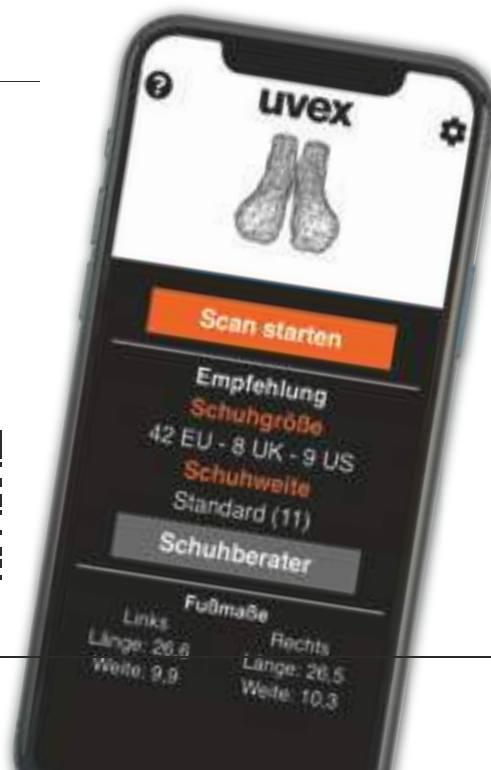 uvex
Scan starten
Empfehlung
Schuhgröße
42 EU - 8 UK - 9 US
Schuhweite
Standard (11)
Schuhberater
Fußmaße
Links
Länge: 26,6
Weite: 9,9
Rechts
Länge: 26,5
Weite: 10,3